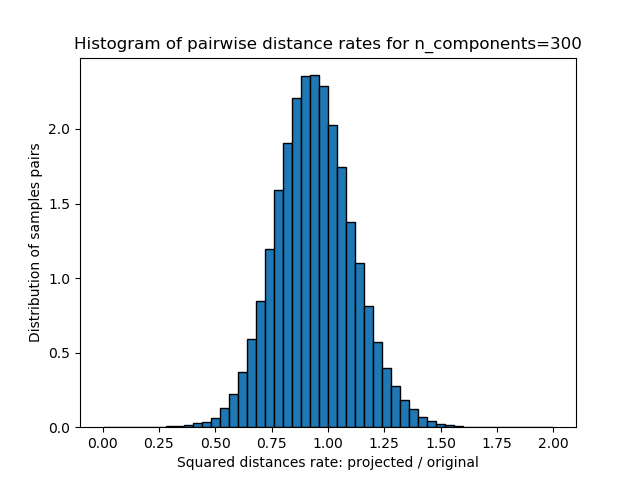 Histogram of pairwise distance rates for n_components=300
Distribution of samples pairs
2.0
1.5
1.0
0.5
0.0
0.00 0.25 0.50 0.75 1.00 1.25 1.50 1.75 2.00
Squared distances rate: projected / original